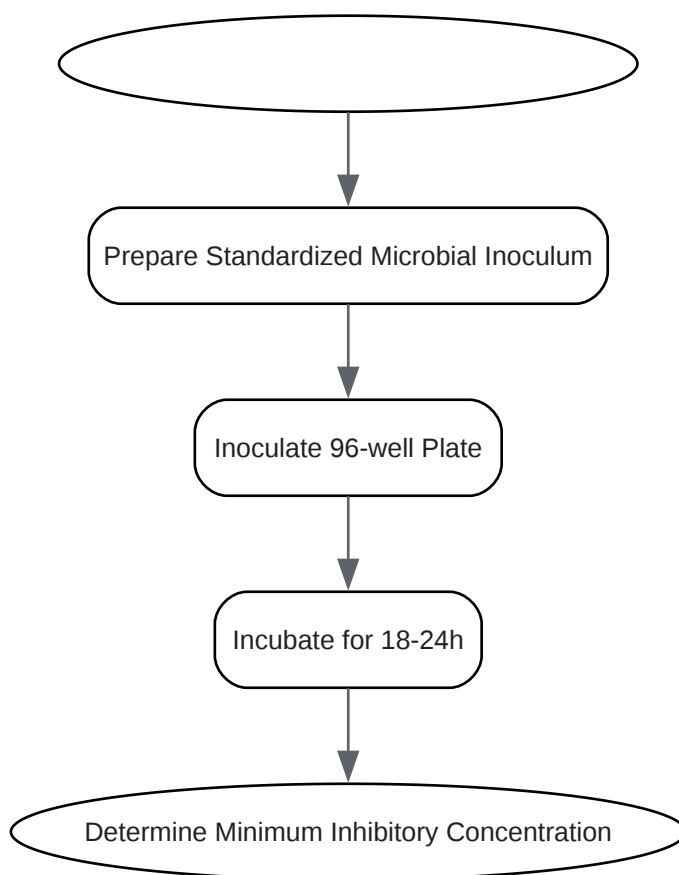 Prepare Standardized Microbial Inoculum
Inoculate 96-well Plate
Incubate for 18-24h
Determine Minimum Inhibitory Concentration